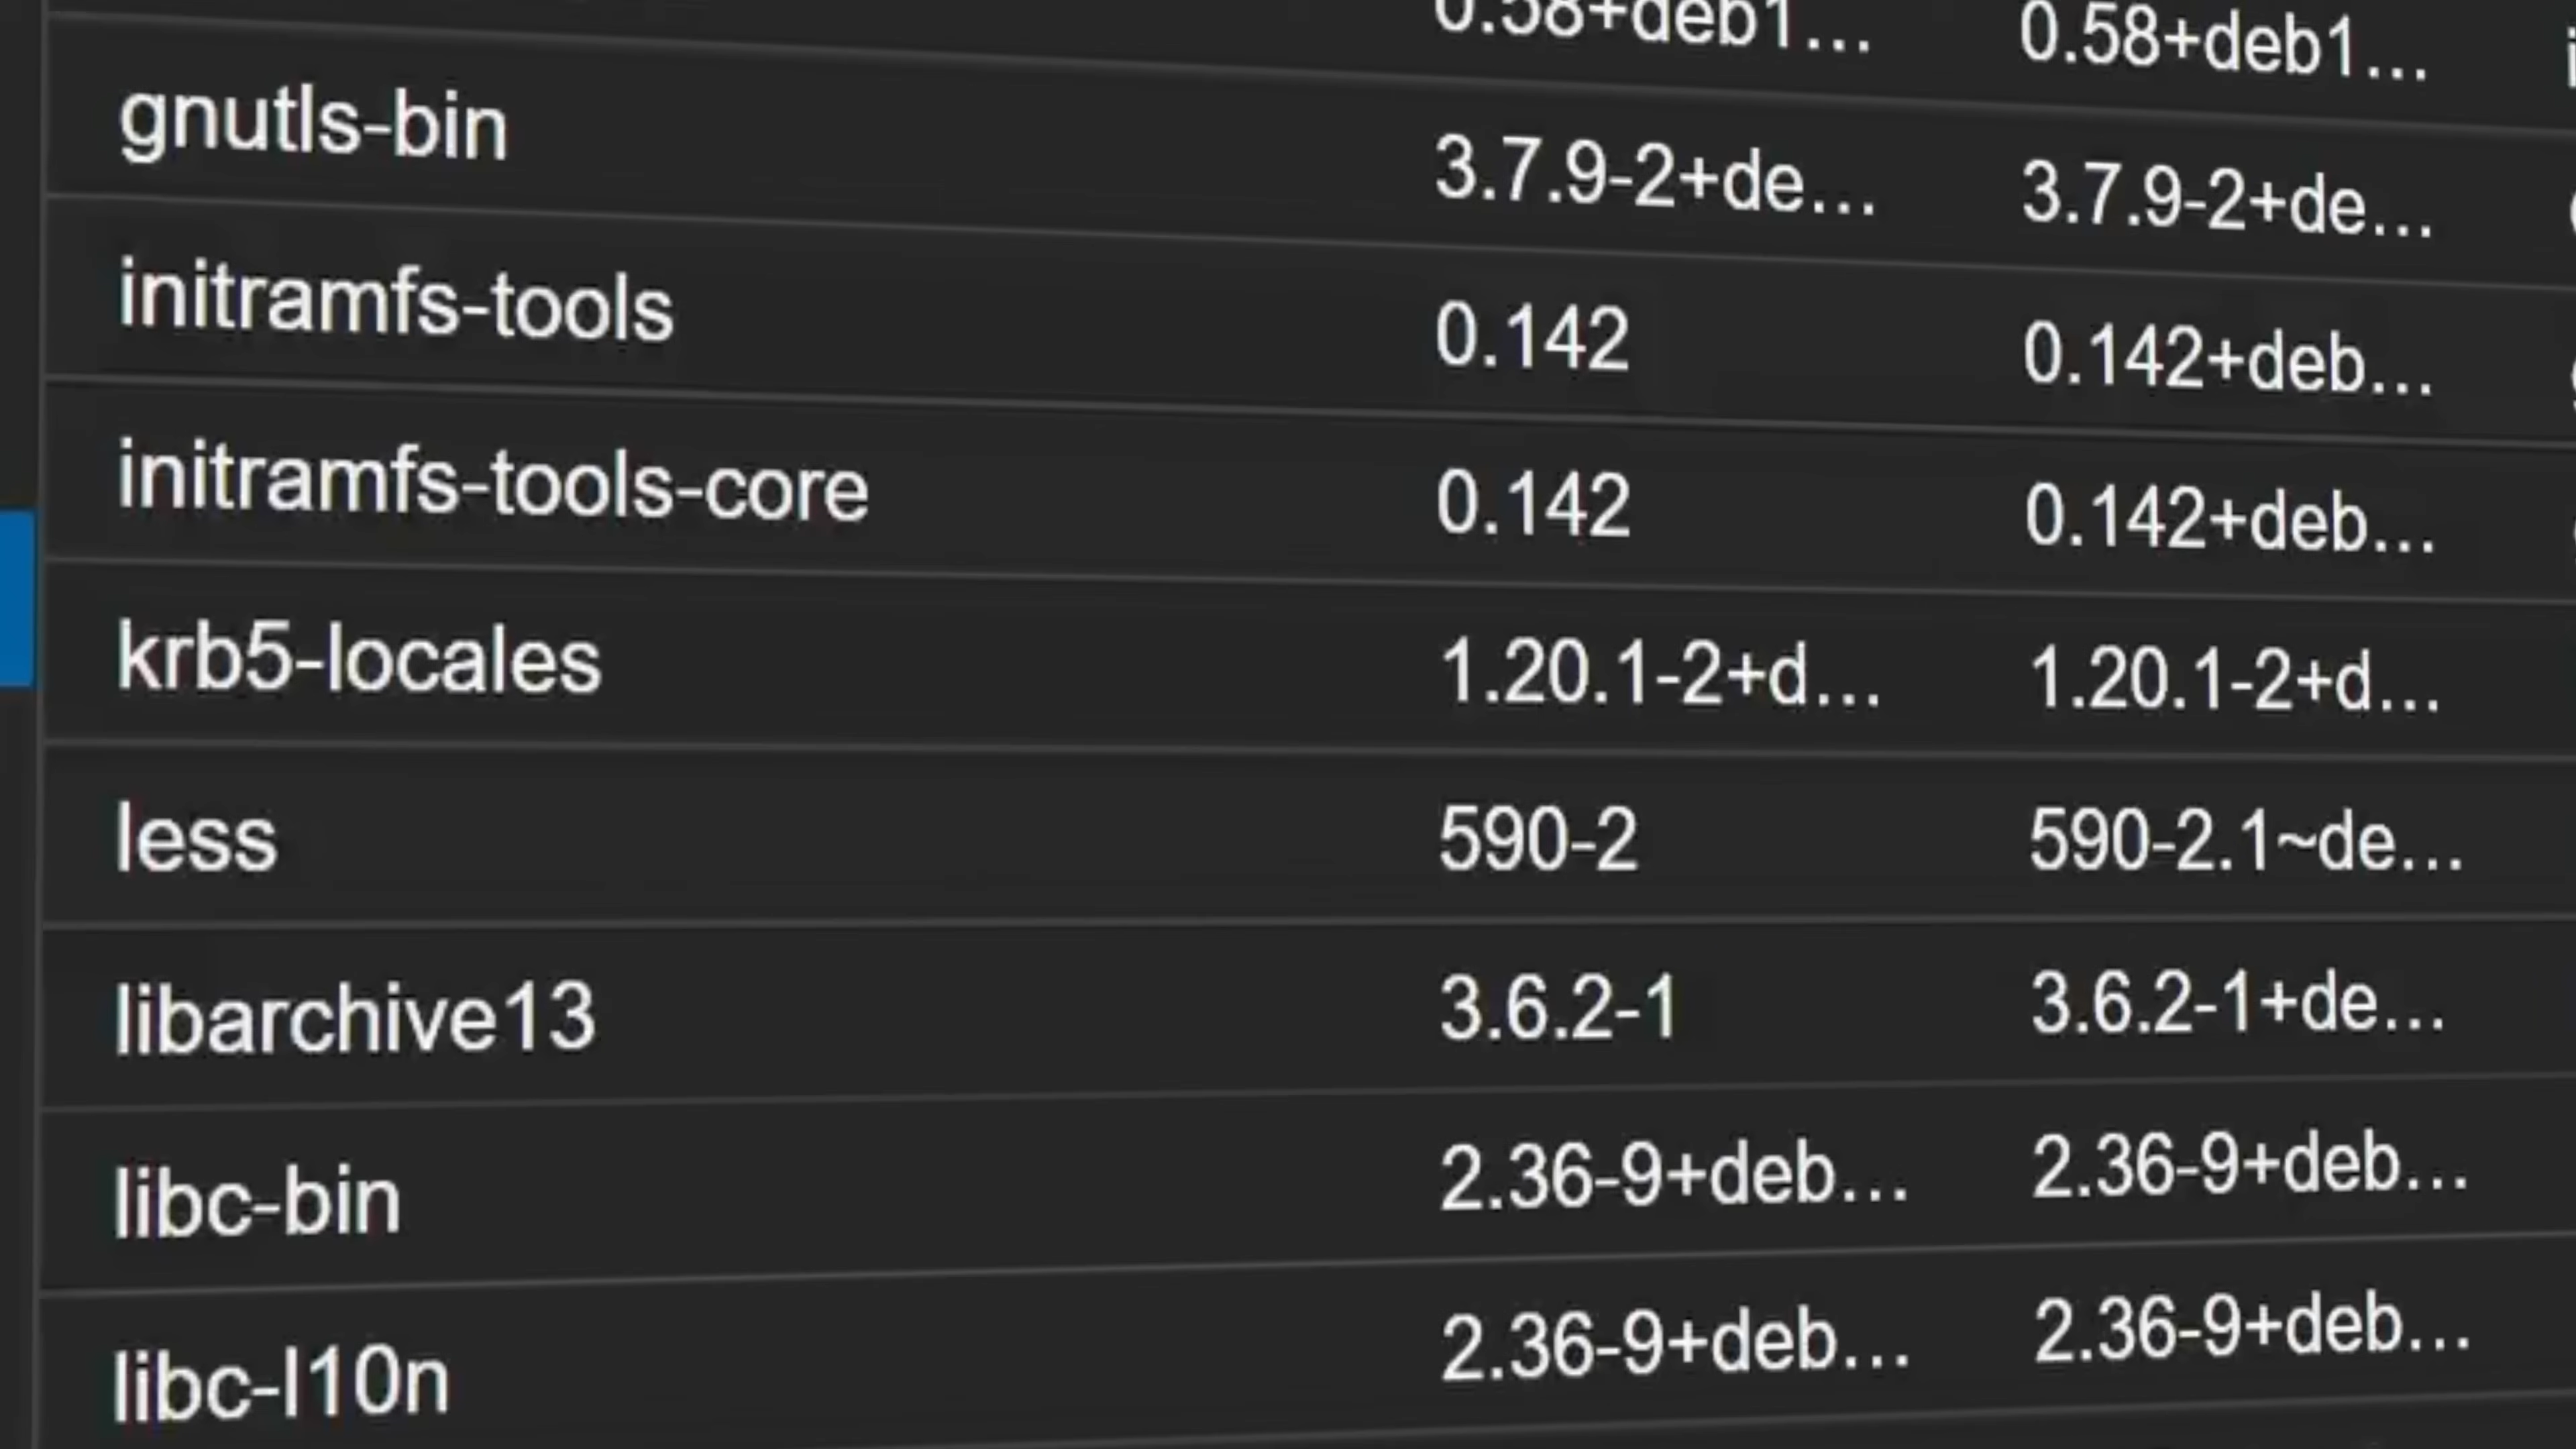 0.58+deb1... 0.58+deb1...
gnutls-bin 3.7.9-2+de... 3.7.9-2+de...
initramfs-tools 0.142 0.142+deb...
initramfs-tools-core 0.142 0.142+deb...
krb5-locales 1.20.1-2+d... 1.20.1-2+d...
less 590-2 590-2.1~de...
libarchive13 3.6.2-1 3.6.2-1+de...
libc-bin 2.36-9+deb... 2.36-9+deb...
libc-l10n 2.36-9+deb... 2.36-9+deb...